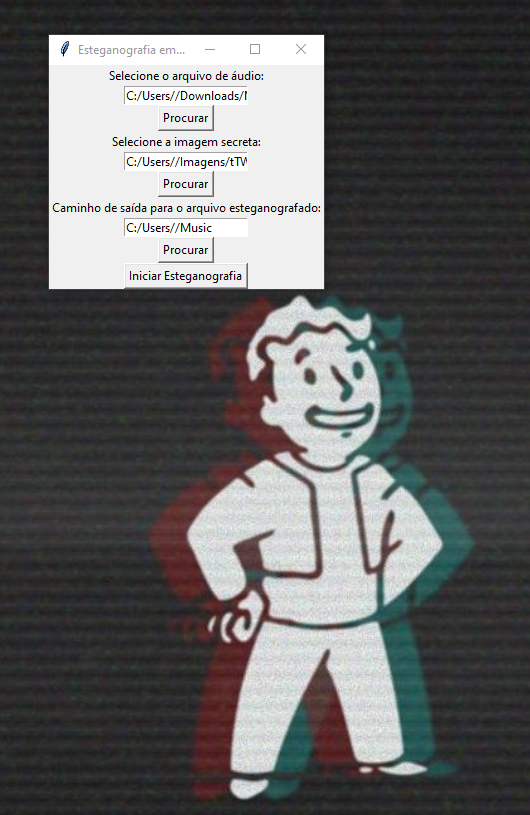 Esteganografia em...
Selecione o arquivo de áudio:
C:/Users//Downloads/
Procurar
Selecione a imagem secreta:
C:/Users//Imagens/tTW
Procurar
Caminho de saída para o arquivo esteganografado:
C:/Users//Music
Procurar
Iniciar Esteganografia